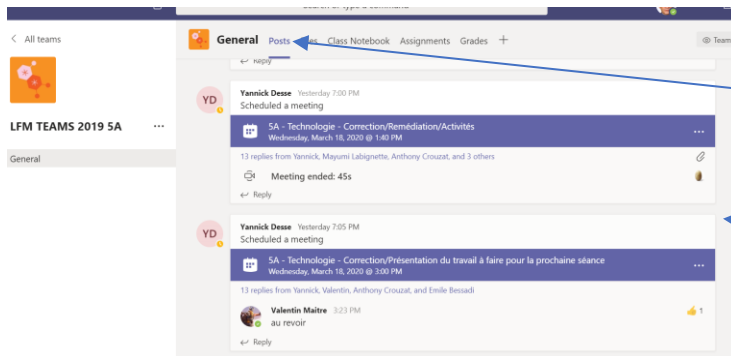 All teams
General Posts Class Notebook Assignments Grades +
Team
Reply
LFM TEAMS 2019 5A ...
General
YD
Yannick Desse Yesterday 7:00 PM
Scheduled a meeting
5A - Technologie - Correction/Remédiation/Activités
Wednesday, March 18, 2020 @ 1:40 PM
13 replies from Yannick, Mayumi Labignette, Anthony Crouzat, and 3 others
Meeting ended: 45s
Reply
YD
Yannick Desse Yesterday 7:05 PM
Scheduled a meeting
5A - Technologie - Correction/Présentation du travail à faire pour la prochaine séance
Wednesday, March 18, 2020 @ 3:00 PM
13 replies from Yannick, Valentin, Anthony Crouzat, and Emile Bessadi
Valentin Maitre 3:23 PM
au revoir
1
Reply